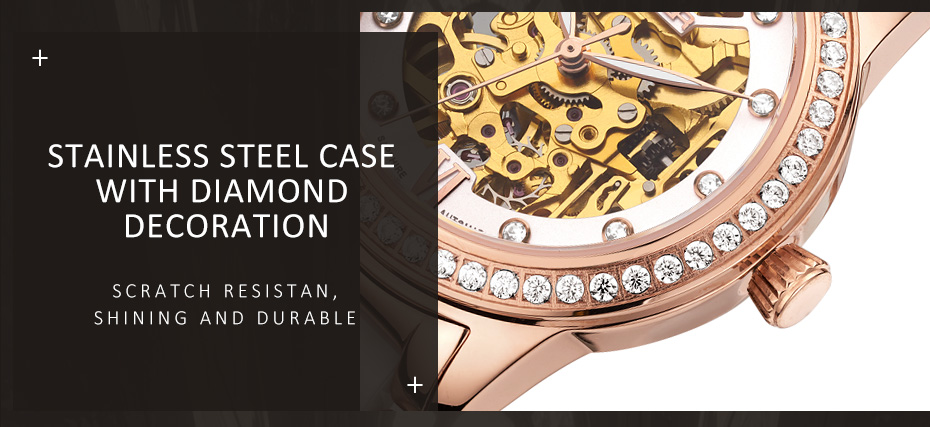 STAINLESS STEEL CASE
WITH DIAMOND
DECORATION
SCRATCH RESISTAN,
SHINING AND DURABLE